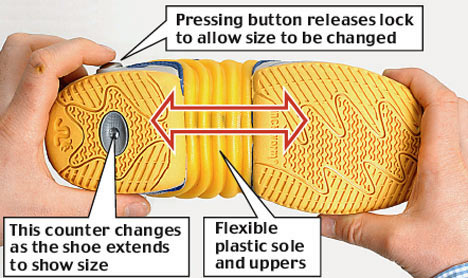 Pressing button releases lock
to allow size to be changed
This counter changes
as the shoe extends
to show size
Flexible
plastic sole
and uppers